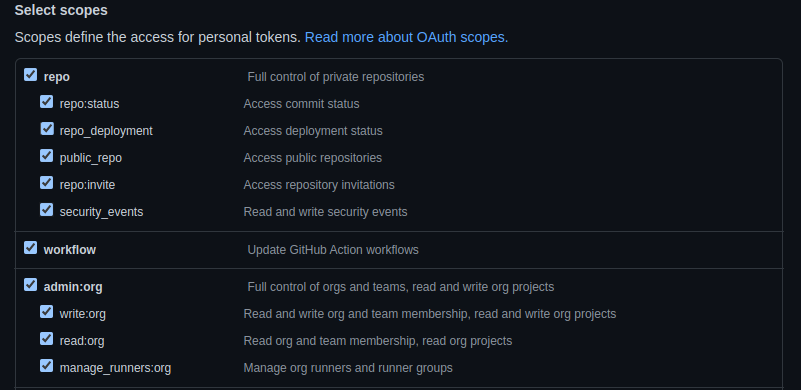 Select scopes
Scopes define the access for personal tokens. Read more about OAuth scopes.
repo Full control of private repositories
repo:status Access commit status
repo_deployment Access deployment status
public_repo Access public repositories
repo:invite Access repository invitations
security_events Read and write security events
workflow Update GitHub Action workflows
admin:org Full control of orgs and teams, read and write org projects
write:org Read and write org and team membership, read and write org projects
read:org Read org and team membership, read org projects
manage_runners:org Manage org runners and runner groups